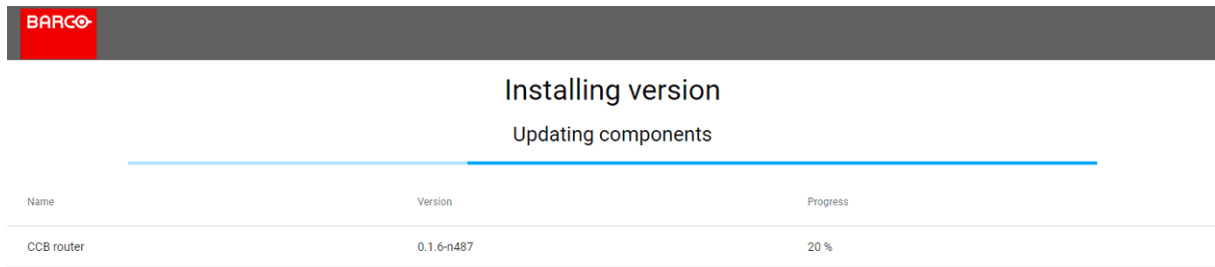 BARCO
Installing version
Updating components
Name Version Progress
CCB router 0.1.6-n487 20 %